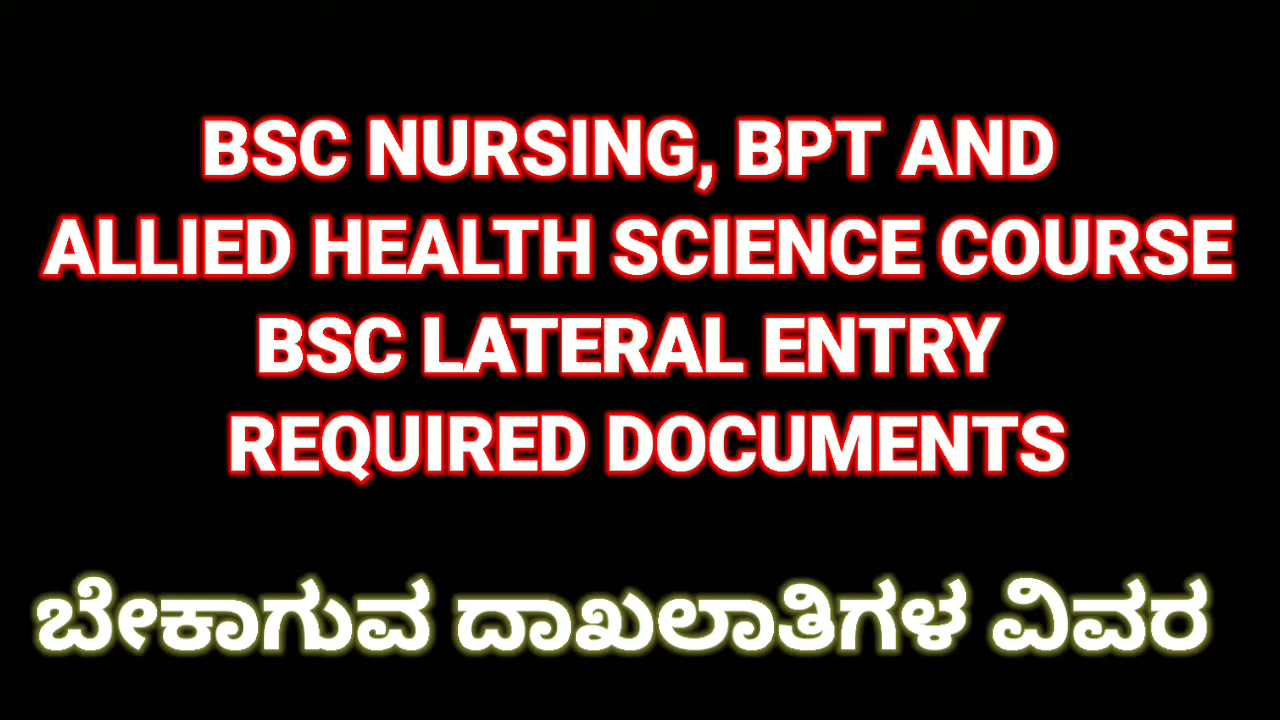 BSC NURSING, BPT AND
ALLIED HEALTH SCIENCE COURSE
BSC LATERAL ENTRY
REQUIRED DOCUMENTS
ಬೇಕಾಗುವ ದಾಖಲಾತಿಗಳ ವಿವರ